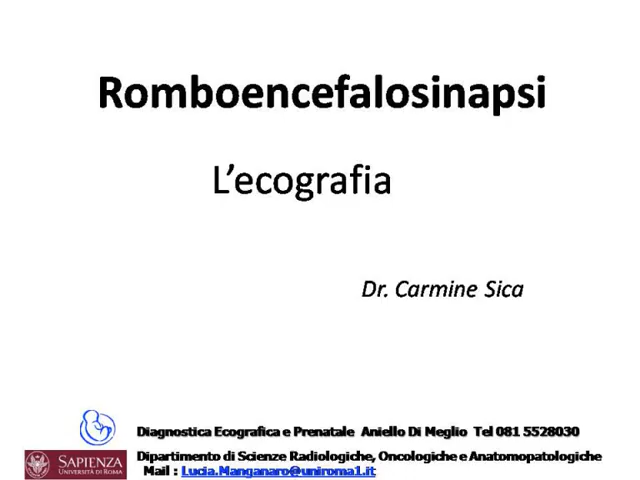 Romboencefalosinapsi
L’ecografia
Dr. Carmine Sica
Diagnostica Ecografica e Prenatale Aniello Di Meglio Tel 081 5528030
SAPIENZA
UNIVERSITÀ DI ROMA
Dipartimento di Scienze Radiologiche, Oncologiche e Anatomopatologiche
Mail : Lucia.Manganaro@uniroma1.it